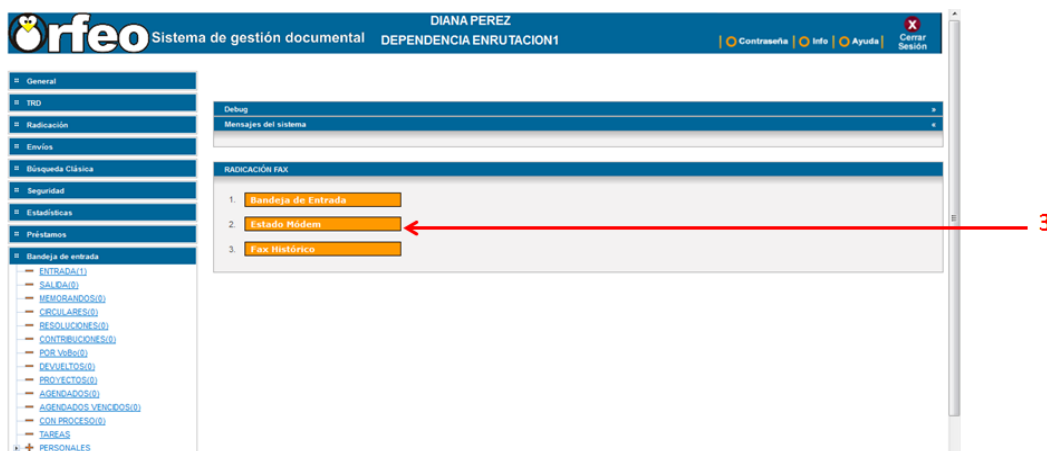 Orfeo Sistema de gestión documental
DIANA PEREZ
DEPENDENCIA ENRUTACION1
Contraseña
Info
Ayuda
Cerrar
Sesión
General
TRD
Radicación
Envíos
Búsqueda Clásica
Seguridad
Estadísticas
Préstamos
Bandeja de entrada
ENTRADA(1)
SALIDA(0)
MEMORANDOS(0)
CIRCULARES(0)
RESOLUCIONES(0)
CONTRIBUCIONES(0)
POR VoBo(0)
DEVUELTOS(0)
PROYECTOS(0)
AGENDADOS(0)
AGENDADOS VENCIDOS(0)
CON PROCESO(0)
TAREAS
PERSONALES
Debug
Mensajes del sistema
RADICACIÓN FAX
1. Bandeja de Entrada
2. Estado Módem
3. Fax Histórico
3